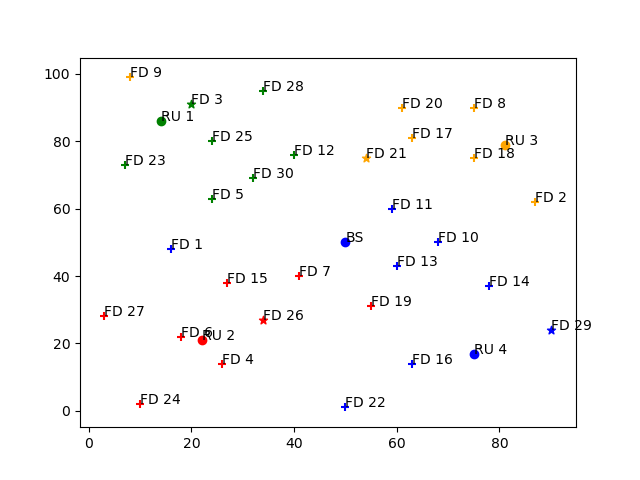 100
80
60
40
20
0
FD 9
FD 28
FD 3
RU 1
FD 20
FD 8
FD 25
FD 17
RU 3
FD 12
FD 21
FD 18
FD 23
FD 30
FD 5
FD 2
FD 11
FD 1
BS
FD 10
FD 13
FD 15
FD 7
FD 14
FD 27
FD 26
FD 19
FD 29
FD 6
RU 2
RU 4
FD 4
FD 16
FD 24
FD 22
0 20 40 60 80